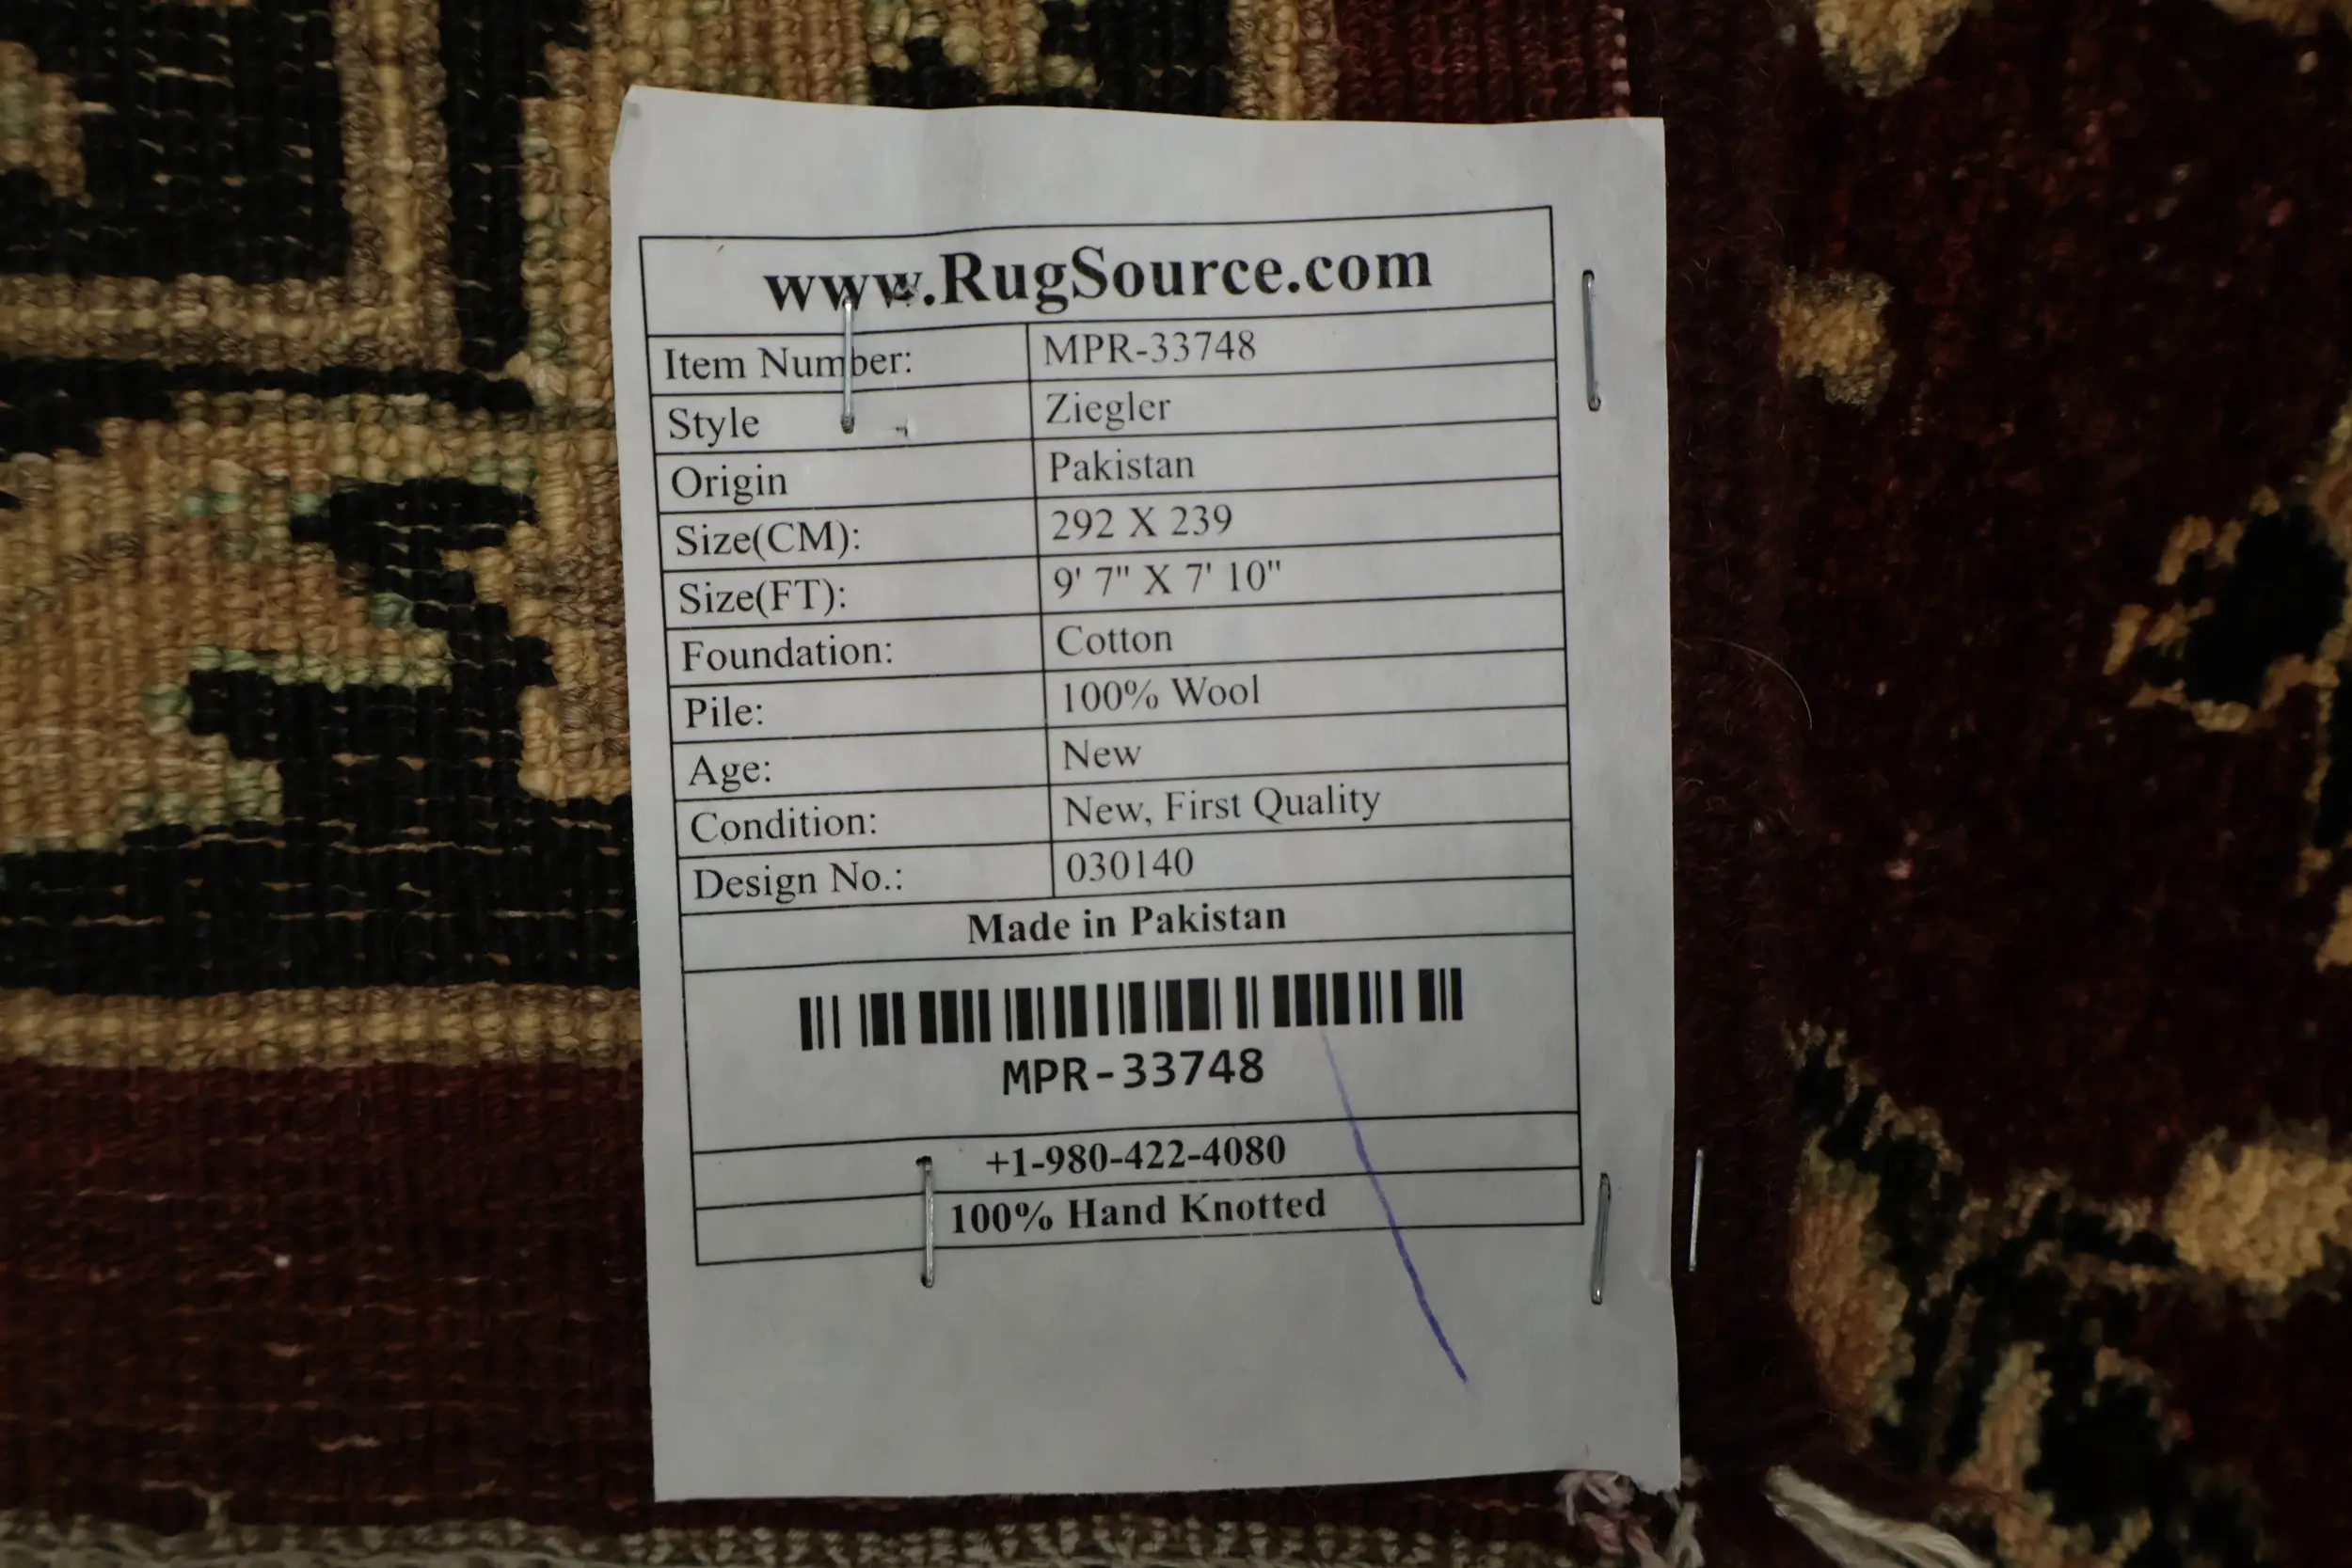 www.RugSource.com
Item Number: MPR-33748
Style Ziegler
Origin Pakistan
Size(CM): 292 X 239
Size(FT): 9' 7" X 7' 10"
Foundation: Cotton
Pile: 100% Wool
Age: New
Condition: New, First Quality
Design No.: 030140
Made in Pakistan
MPR-33748
+1-980-422-4080
100% Hand Knotted